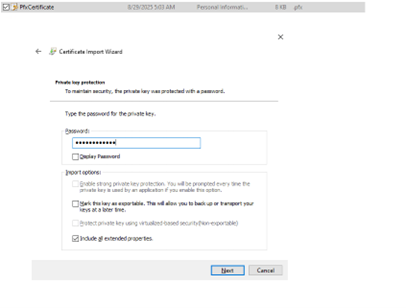 PfxCertificate 8/29/2025 5:03 AM Personal Informati... 8 KB .pfx
Certificate Import Wizard
Private key protection
To maintain security, the private key was protected with a password.
Type the password for the private key.
Password:
••••••••••••
Display Password
Import options:
Enable strong private key protection. You will be prompted every time the
private key is used by an application if you enable this option.
Mark this key as exportable. This will allow you to back up or transport your
keys at a later time.
Protect private key using virtualized-based security(Non-exportable)
Include all extended properties.
Next Cancel